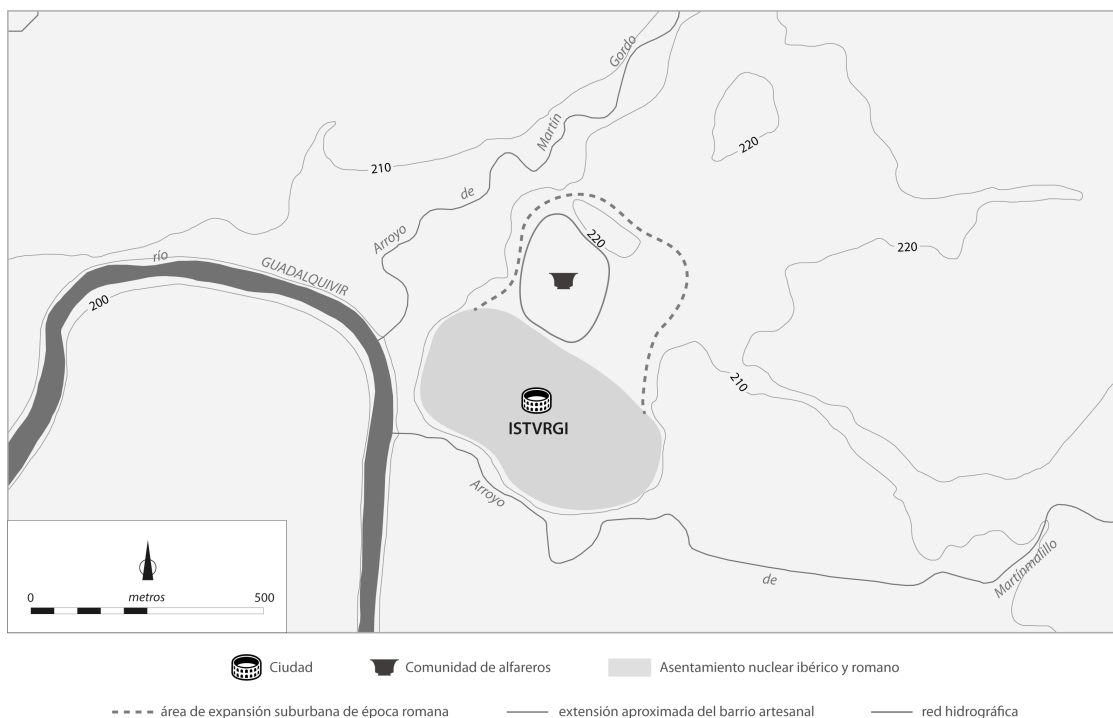 Gordo
Martín
de
Arroyo
210
220
220
220
río
GUADALQUIVIR
200
210
ISTVRGI
Arroyo
de
Martínmalillo
0
metros
500
Ciudad
Comunidad de alfareros
Asentamiento nuclear ibérico y romano
área de expansión suburbana de época romana
extensión aproximada del barrio artesanal
red hidrográfica